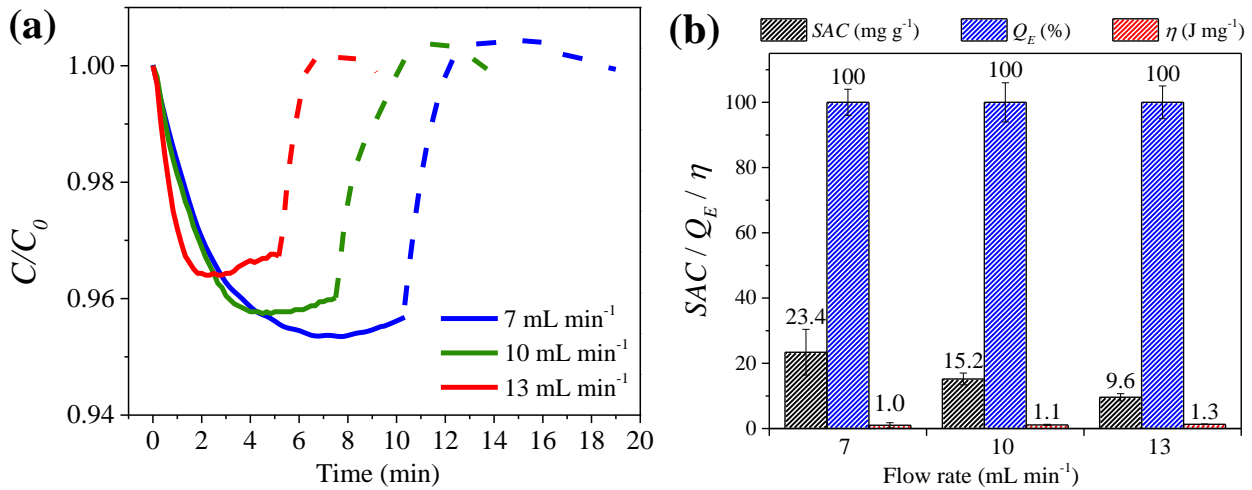 (a)
1.00
0.98
0.96
0.94
C/C₀
0 2 4 6 8 10 12 14 16 18 20
Time (min)
7 mL min⁻¹
10 mL min⁻¹
13 mL min⁻¹
(b)
SAC (mg g⁻¹) Q_E (%) η (J mg⁻¹)
100
80
60
40
20
0
SAC / Q_E / η
100 100 100
23.4 15.2 9.6
1.0 1.1 1.3
7 10 13
Flow rate (mL min⁻¹)